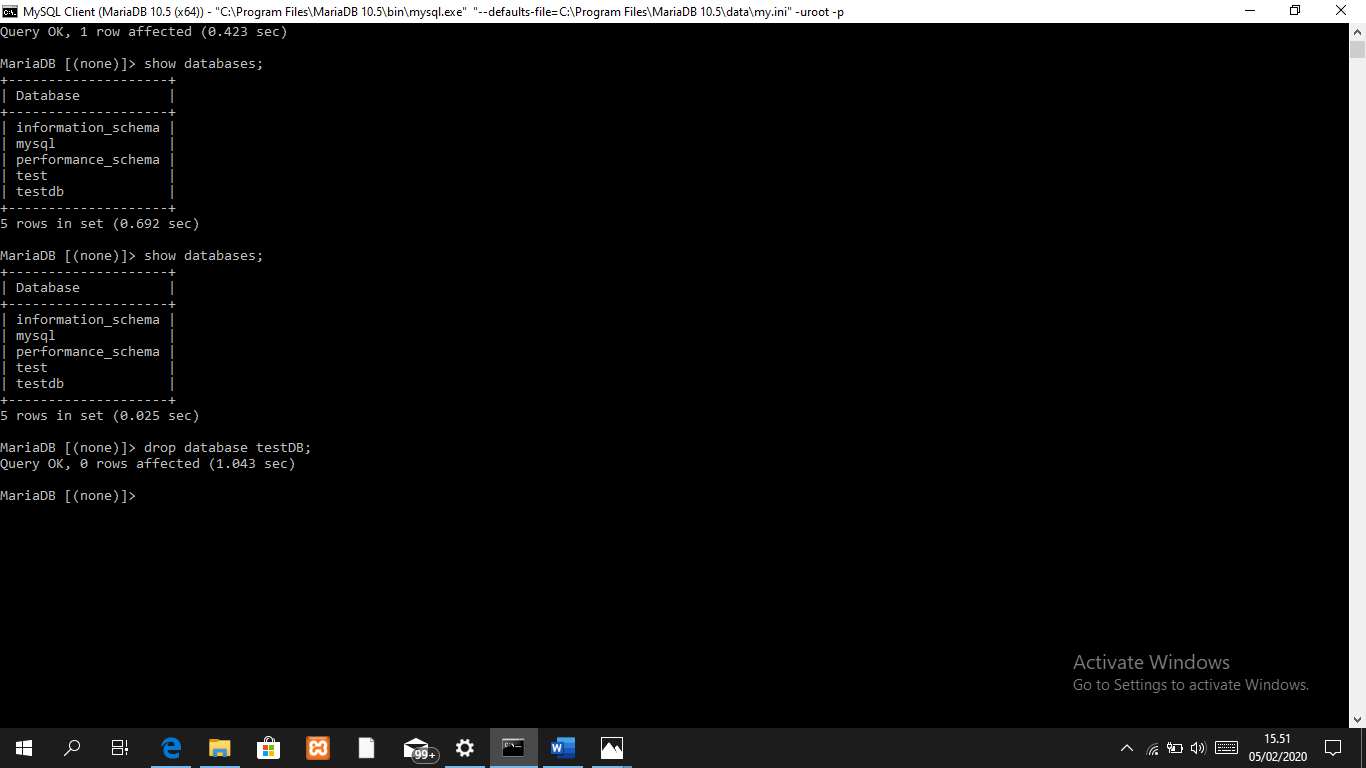 MySQL Client (MariaDB 10.5 (x64)) - "C:\Program Files\MariaDB 10.5\bin\mysql.exe" "--defaults-file=C:\Program Files\MariaDB 10.5\data\my.ini" -uroot -p
Query OK, 1 row affected (0.423 sec)
MariaDB [(none)]> show databases;
+--------------------+
| Database           |
+--------------------+
| information_schema |
| mysql              |
| performance_schema |
| test               |
| testdb             |
+--------------------+
5 rows in set (0.692 sec)
MariaDB [(none)]> show databases;
+--------------------+
| Database           |
+--------------------+
| information_schema |
| mysql              |
| performance_schema |
| test               |
| testdb             |
+--------------------+
5 rows in set (0.025 sec)
MariaDB [(none)]> drop database testDB;
Query OK, 0 rows affected (1.043 sec)
MariaDB [(none)]>
Activate Windows
Go to Settings to activate Windows.
99+
15.51
05/02/2020